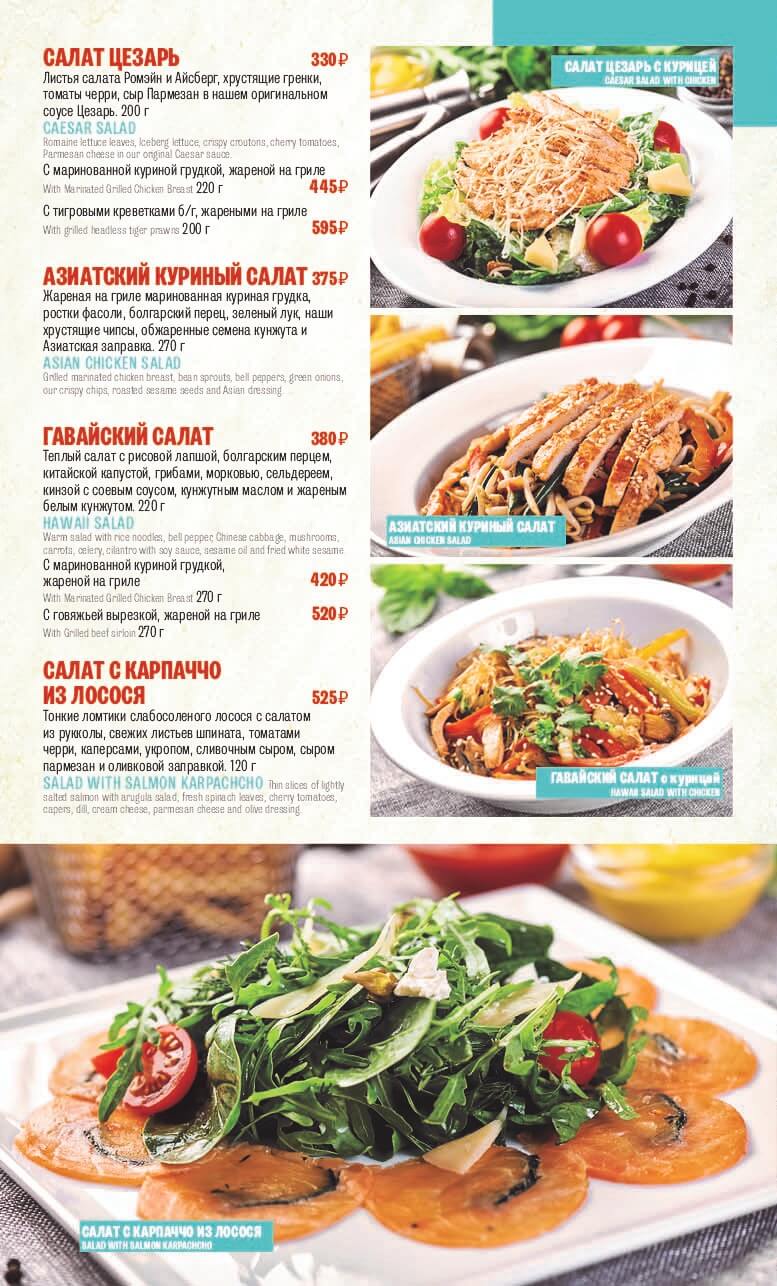 САЛАТ ЦЕЗАРЬ 330₽
Листья салата Ромэйн и Айсберг, хрустящие гренки,
томаты черри, сыр Пармезан в нашем оригинальном
соусе Цезарь. 200 г
CAESAR SALAD
Romaine lettuce leaves, Iceberg lettuce, crispy croutons, cherry tomatoes,
Parmesan cheese in our original Caesar sauce.
С маринованной куриной грудкой, жареной на гриле
With Marinated Grilled Chicken Breast 220 г 445₽
С тигровыми креветками б/г, жареными на гриле
With grilled headless tiger prawns 200 г 595₽
АЗИАТСКИЙ КУРИНЫЙ САЛАТ 375₽
Жареная на гриле маринованная куриная грудка,
ростки фасоли, болгарский перец, зеленый лук, наши
хрустящие чипсы, обжаренные семена кунжута и
Азиатская заправка. 270 г
ASIAN CHICKEN SALAD
Grilled marinated chicken breast, bean sprouts, bell peppers, green onions,
our crispy chips, roasted sesame seeds and Asian dressing.
ГАВАЙСКИЙ САЛАТ 380₽
Теплый салат с рисовой лапшой, болгарским перцем,
китайской капустой, грибами, морковью, сельдереем,
кинзой с соевым соусом, кунжутным маслом и жареным
белым кунжутом. 220 г
HAWAII SALAD
Warm salad with rice noodles, bell pepper, Chinese cabbage, mushrooms,
carrots, celery, cilantro with soy sauce, sesame oil and fried white sesame
С маринованной куриной грудкой,
жареной на гриле 420₽
With Marinated Grilled Chicken Breast 270 г
С говяжьей вырезкой, жареной на гриле 520₽
With Grilled beef sirloin 270 г
САЛАТ С КАРПАЧЧО
ИЗ ЛОСОСЯ 525₽
Тонкие ломтики слабосоленого лосося с салатом
из рукколы, свежих листьев шпината, томатами
черри, каперсами, укропом, сливочным сыром, сыром
пармезан и оливковой заправкой. 120 г
SALAD WITH SALMON KARPACHCHO Thin slices of lightly
salted salmon with arugula salad, fresh spinach leaves, cherry tomatoes,
capers, dill, cream cheese, parmesan cheese and olive dressing.
САЛАТ ЦЕЗАРЬ С КУРИЦЕЙ
CAESAR SALAD WITH CHICKEN
АЗИАТСКИЙ КУРИНЫЙ САЛАТ
ASIAN CHICKEN SALAD
ГАВАЙСКИЙ САЛАТ с курицей
HAWAII SALAD WITH CHICKEN
САЛАТ С КАРПАЧЧО ИЗ ЛОСОСЯ
SALAD WITH SALMON KARPACHCHO